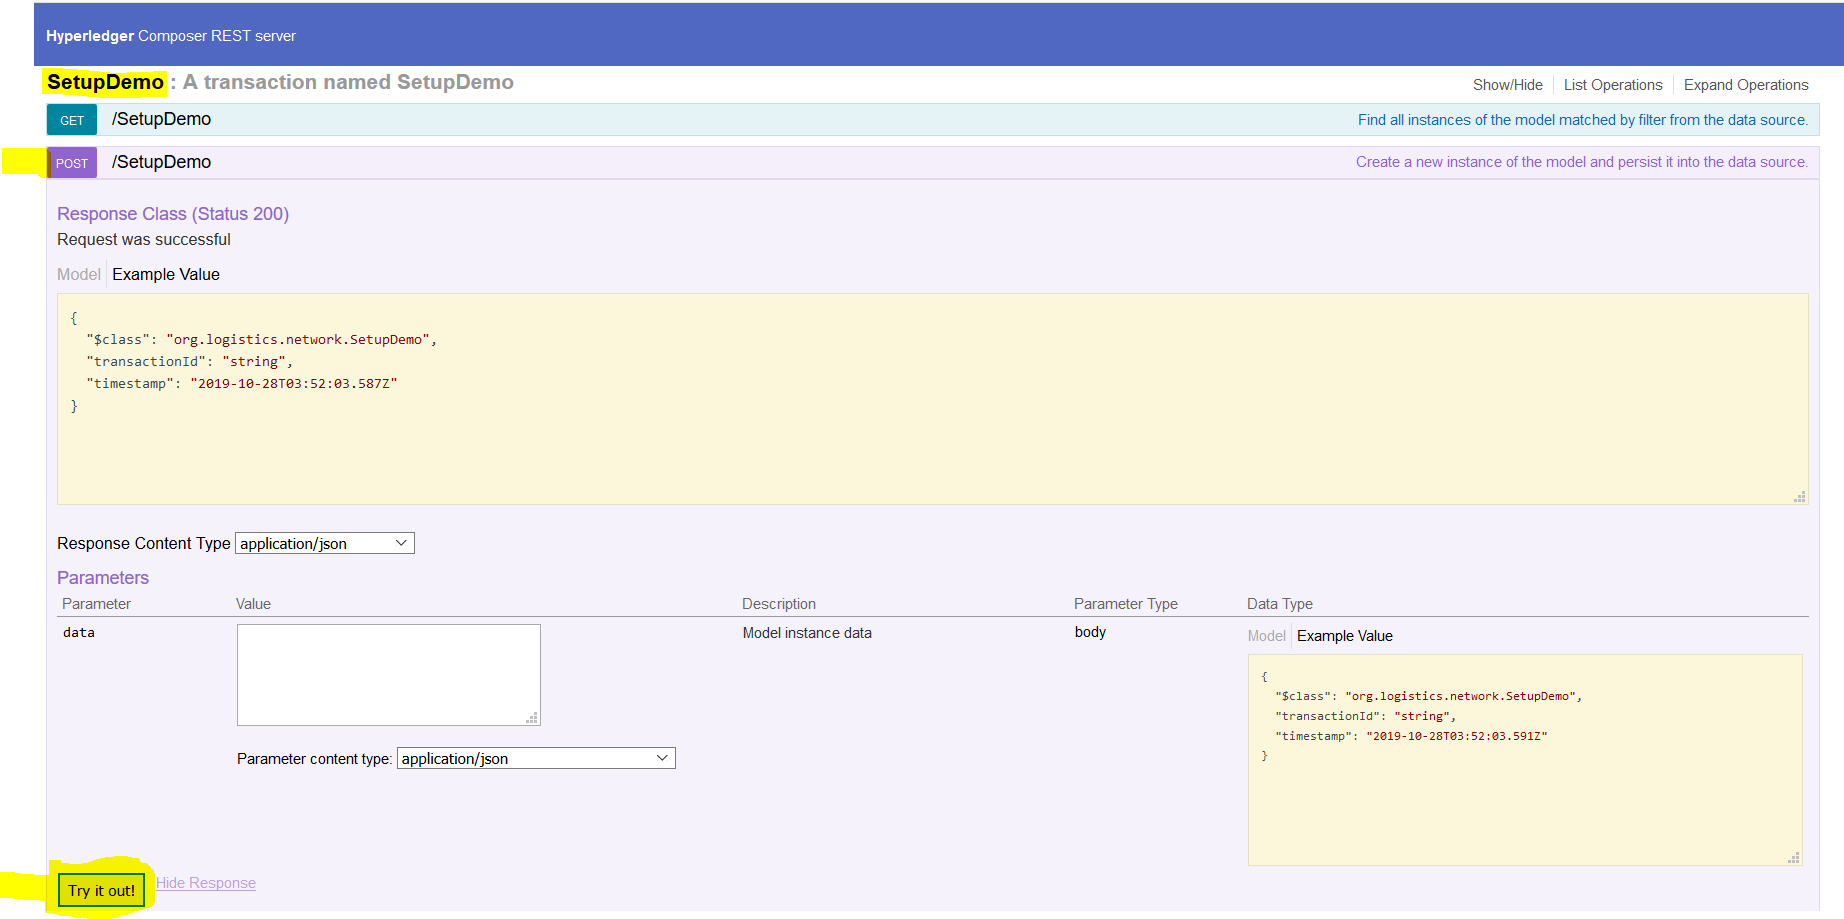 Hyperledger Composer REST server
SetupDemo : A transaction named SetupDemo
Show/Hide List Operations Expand Operations
GET /SetupDemo Find all instances of the model matched by filter from the data source.
POST /SetupDemo Create a new instance of the model and persist it into the data source.
Response Class (Status 200)
Request was successful
Model Example Value
{
"$class": "org.logistics.network.SetupDemo",
"transactionId": "string",
"timestamp": "2019-10-28T03:52:03.587Z"
}
Response Content Type application/json
Parameters
Parameter Value Description Parameter Type Data Type
data Model instance data body Model Example Value
{
"$class": "org.logistics.network.SetupDemo",
"transactionId": "string",
"timestamp": "2019-10-28T03:52:03.591Z"
}
Parameter content type: application/json
Try it out! Hide Response